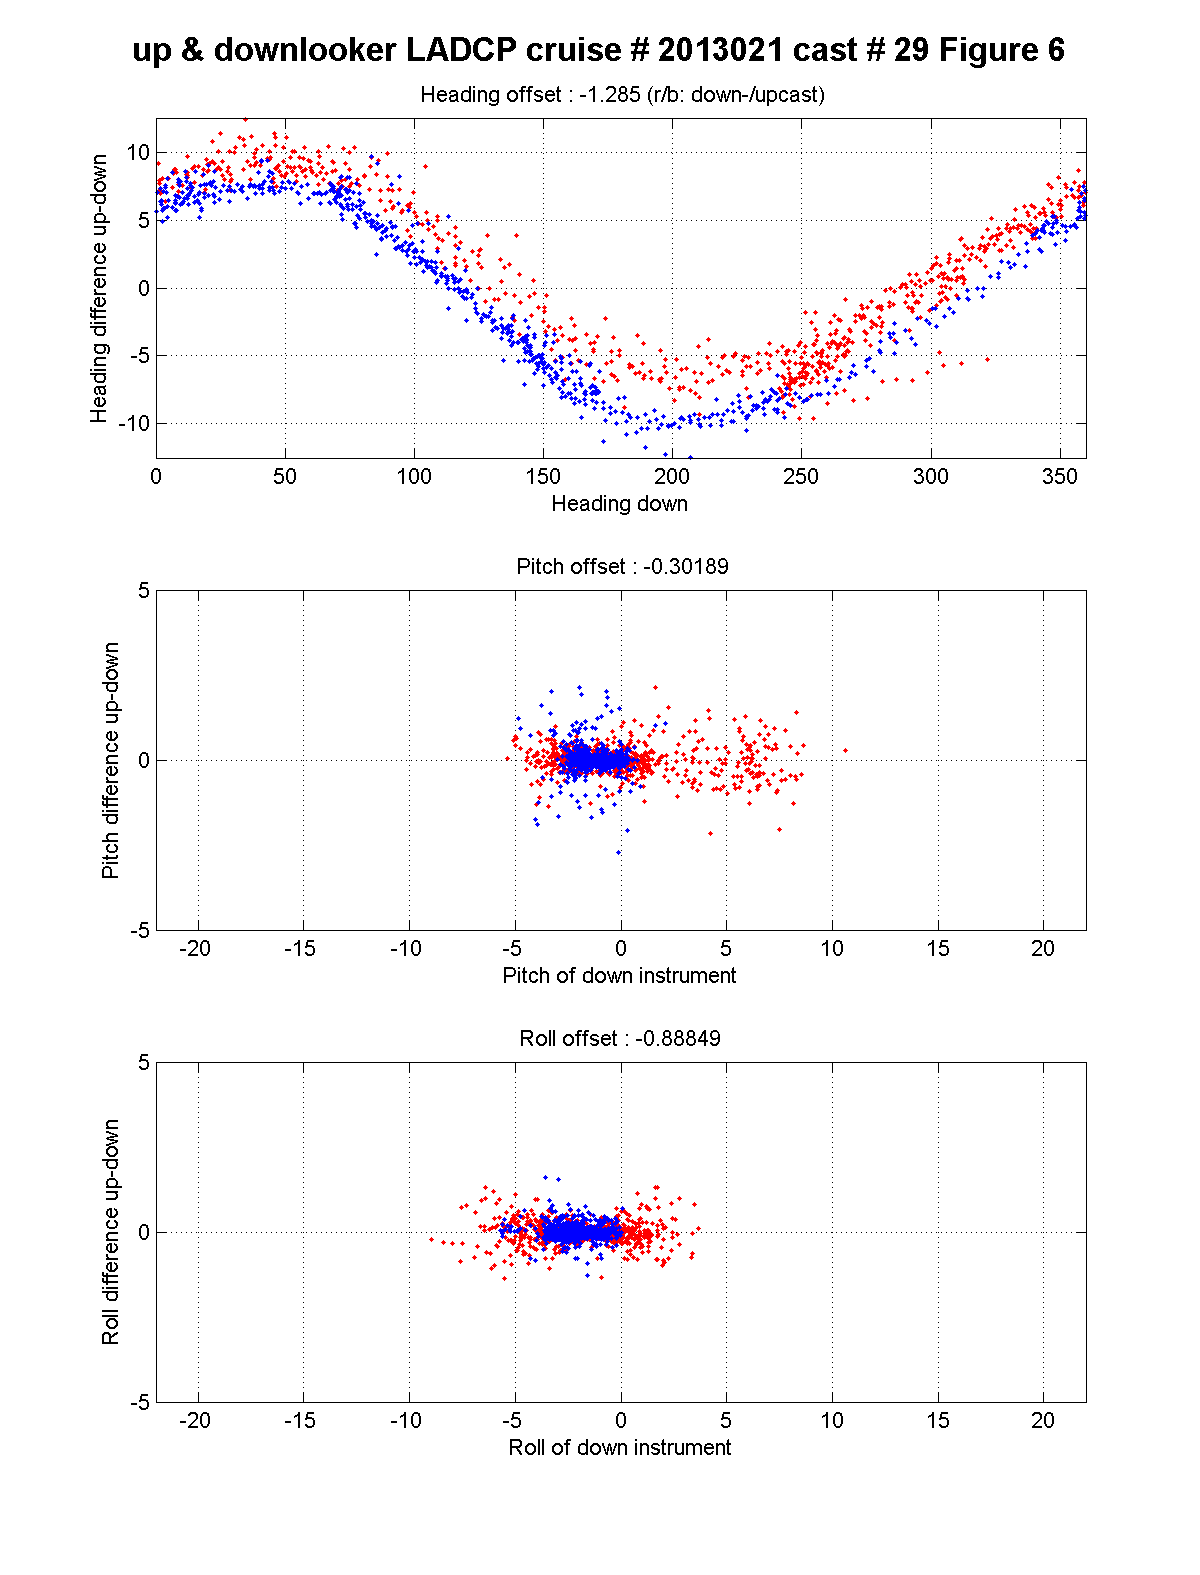 up & downlooker LADCP cruise # 2013021 cast # 29 Figure 6
Heading offset : -1.285 (r/b: down-/upcast)
Heading difference up-down
10
5
0
-5
-10
0 50 100 150 200 250 300 350
Heading down
Pitch offset : -0.30189
Pitch difference up-down
5
0
-5
-20 -15 -10 -5 0 5 10 15 20
Pitch of down instrument
Roll offset : -0.88849
Roll difference up-down
5
0
-5
-20 -15 -10 -5 0 5 10 15 20
Roll of down instrument